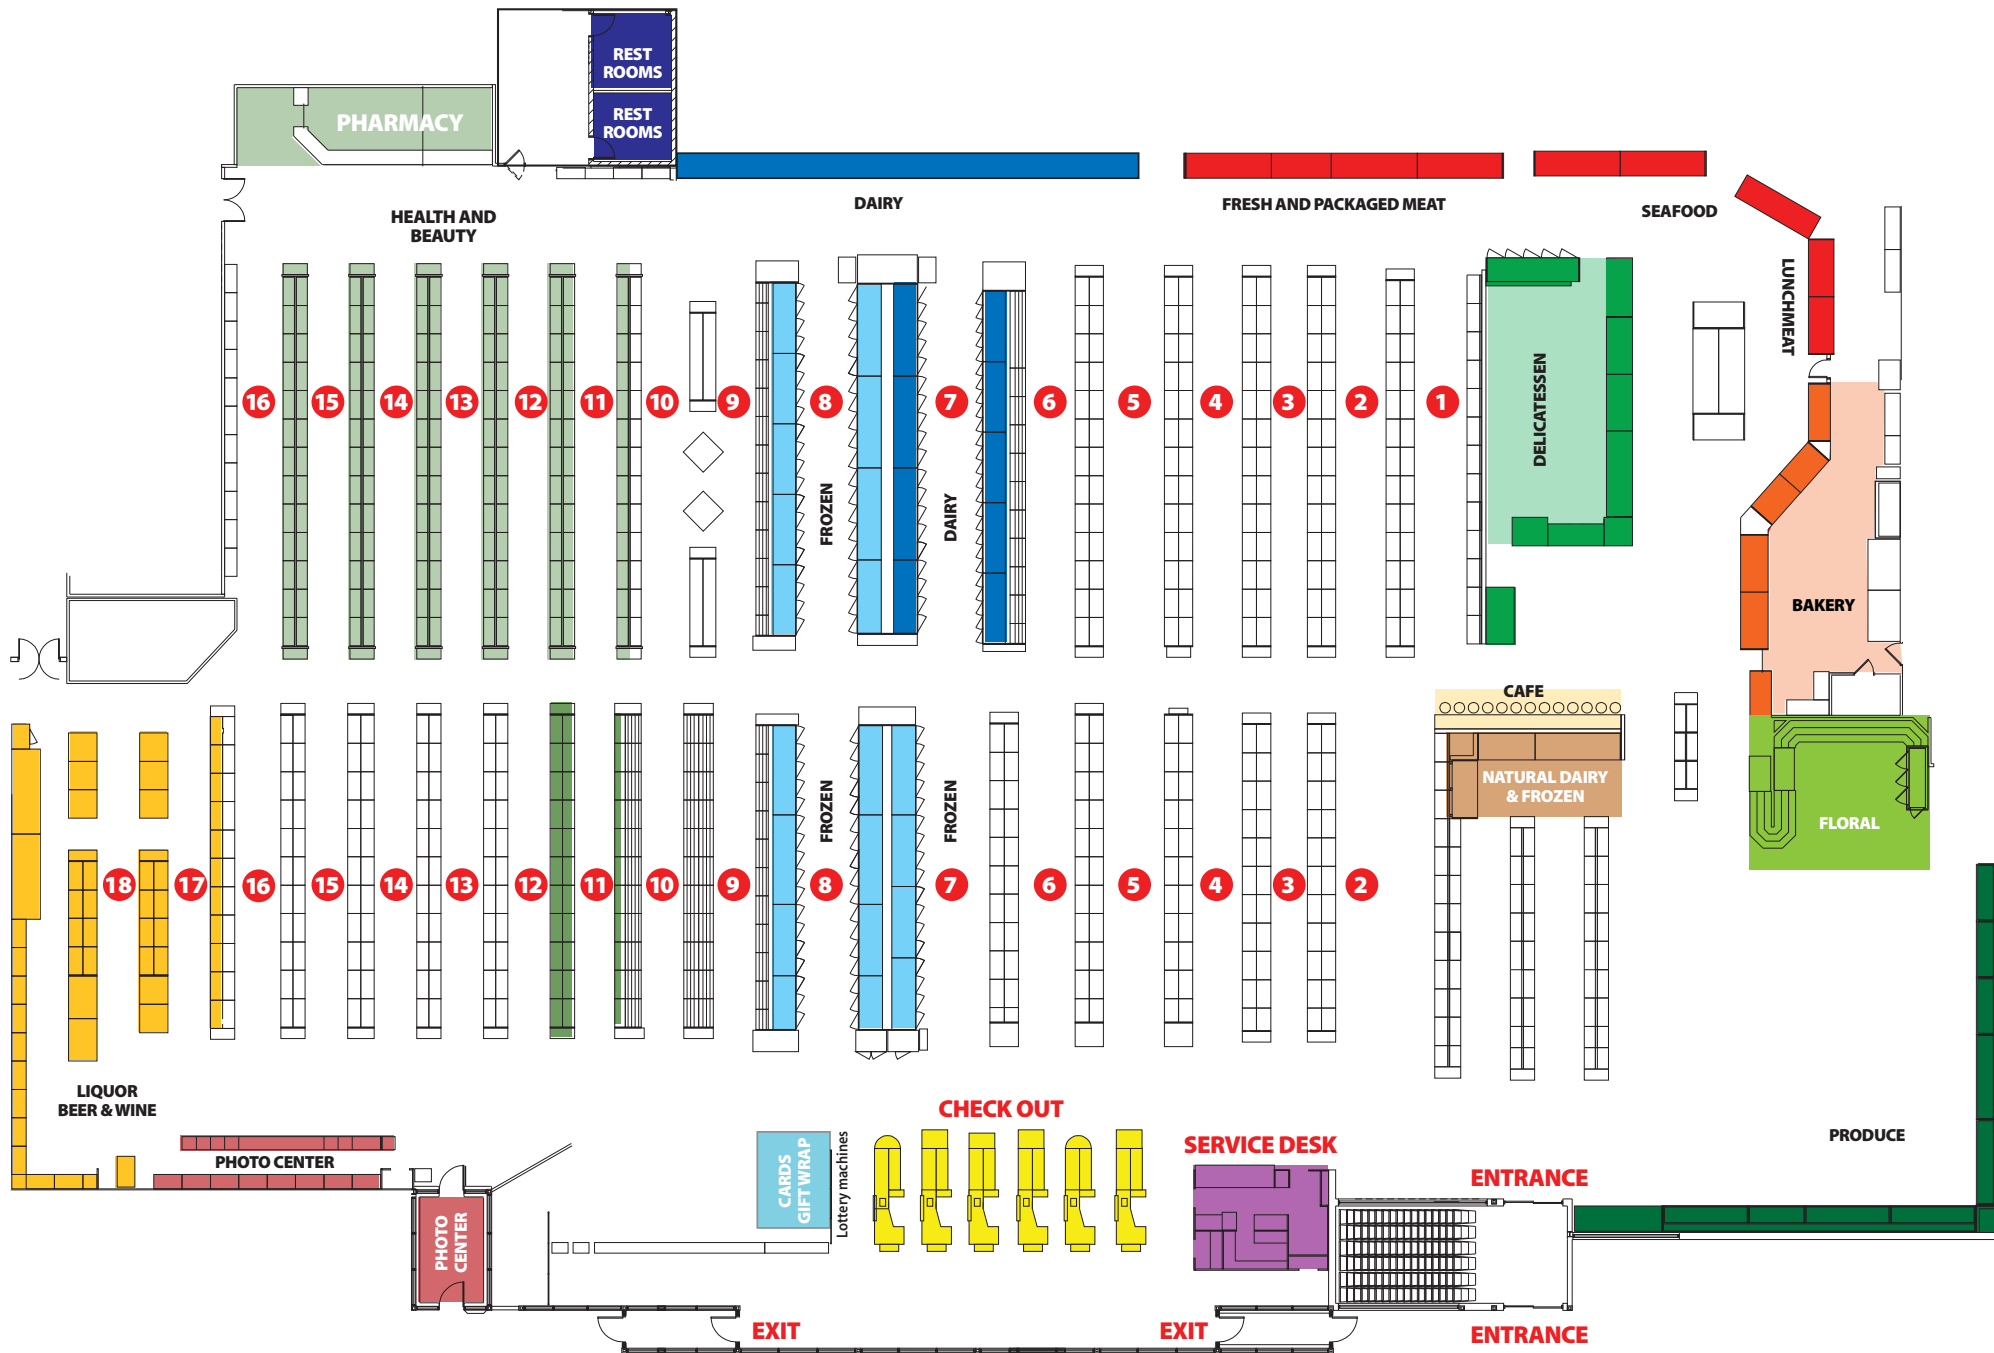 REST
ROOMS
REST
ROOMS
PHARMACY
HEALTH AND
BEAUTY
DAIRY
FRESH AND PACKAGED MEAT
SEAFOOD
LUNCHMEAT
16
15
14
13
12
11
10
9
8
7
6
5
4
3
2
1
FROZEN
DAIRY
DELICATESSEN
BAKERY
CAFE
NATURAL DAIRY
& FROZEN
FLORAL
FROZEN
FROZEN
18
17
16
15
14
13
12
11
10
9
8
7
6
5
4
3
2
LIQUOR
BEER & WINE
PHOTO CENTER
PHOTO
CENTER
CARDS
GIFT WRAP
Lottery machines
CHECK OUT
SERVICE DESK
ENTRANCE
PRODUCE
EXIT
EXIT
ENTRANCE